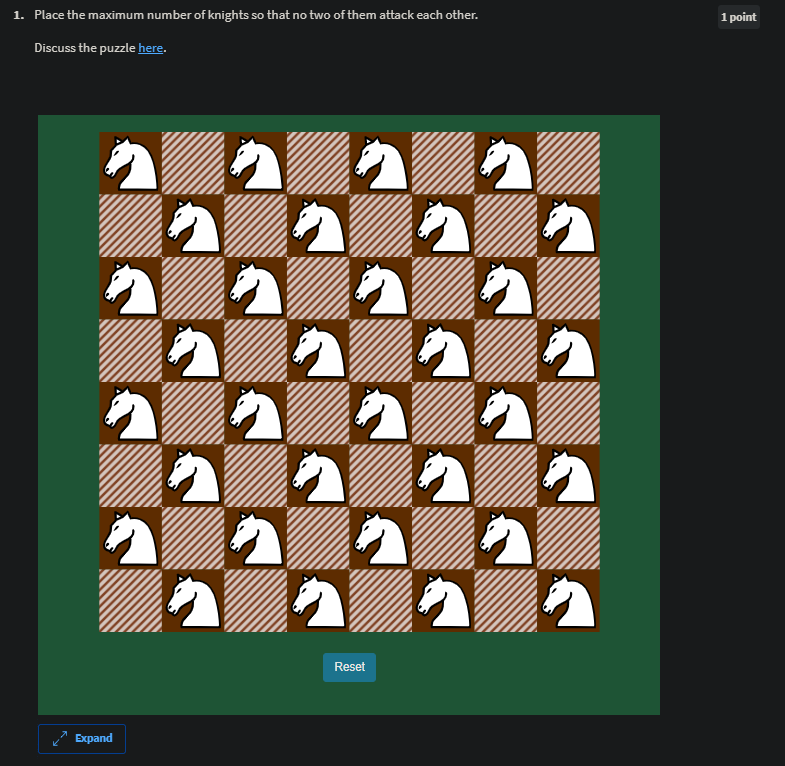 1. Place the maximum number of knights so that no two of them attack each other.
1 point
Discuss the puzzle here.
Reset
Expand